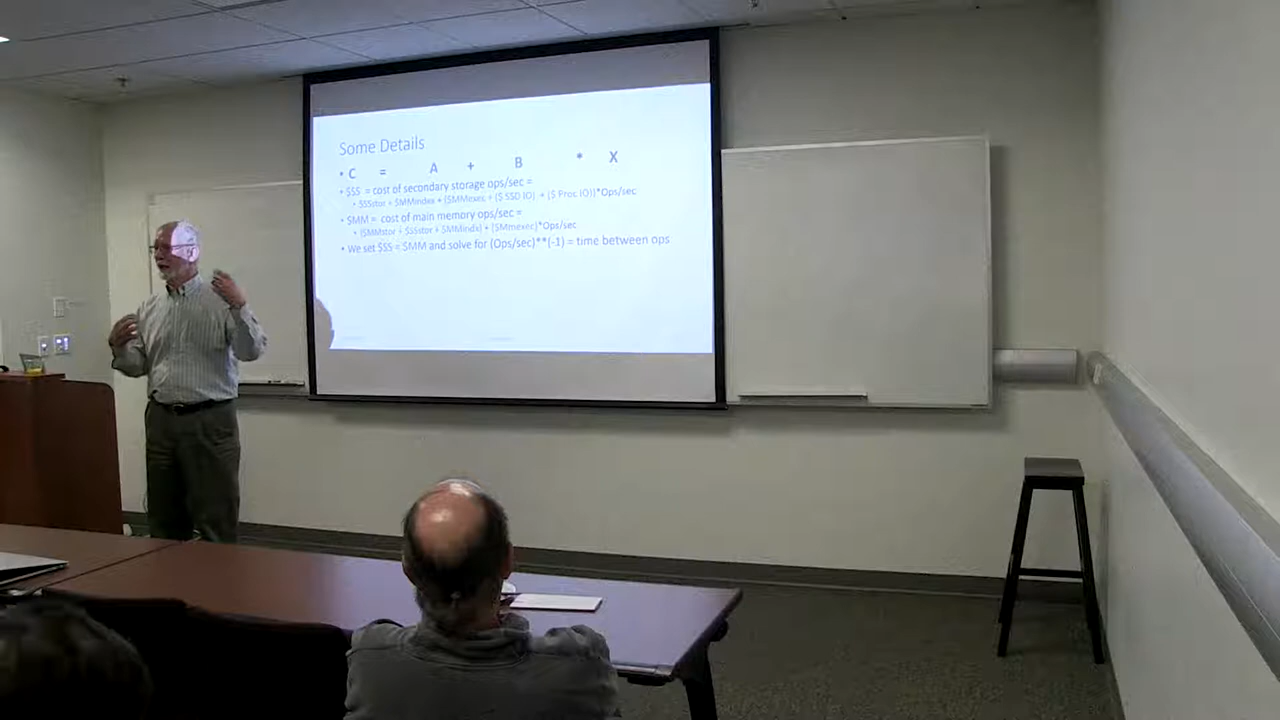 Some Details
• C = A + B * X
• $SS = cost of secondary storage ops/sec =
• $SSstor + $MMindxx + ($MMexec + ($ SSD IO) + ($ Proc IO))*Ops/sec
• $MM = cost of main memory ops/sec =
• ($MMstor + $SSstor + $MMindx) + ($Mmexec)*Ops/sec
• We set $SS = $MM and solve for (Ops/sec)**(-1) = time between ops